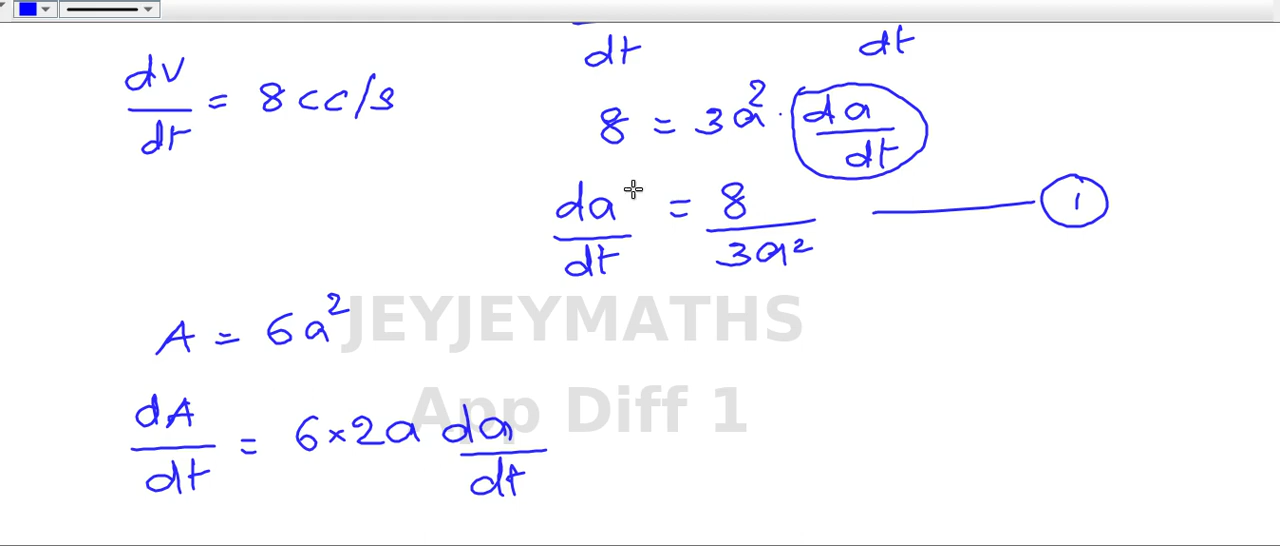 dt dt
dV/dt = 8 cc/s
8 = 3a² · da/dt
da/dt = 8/3a² —— ①
A = 6a²
JEYJEYMATHS
dA/dt = 6×2a da/dt
App Diff 1